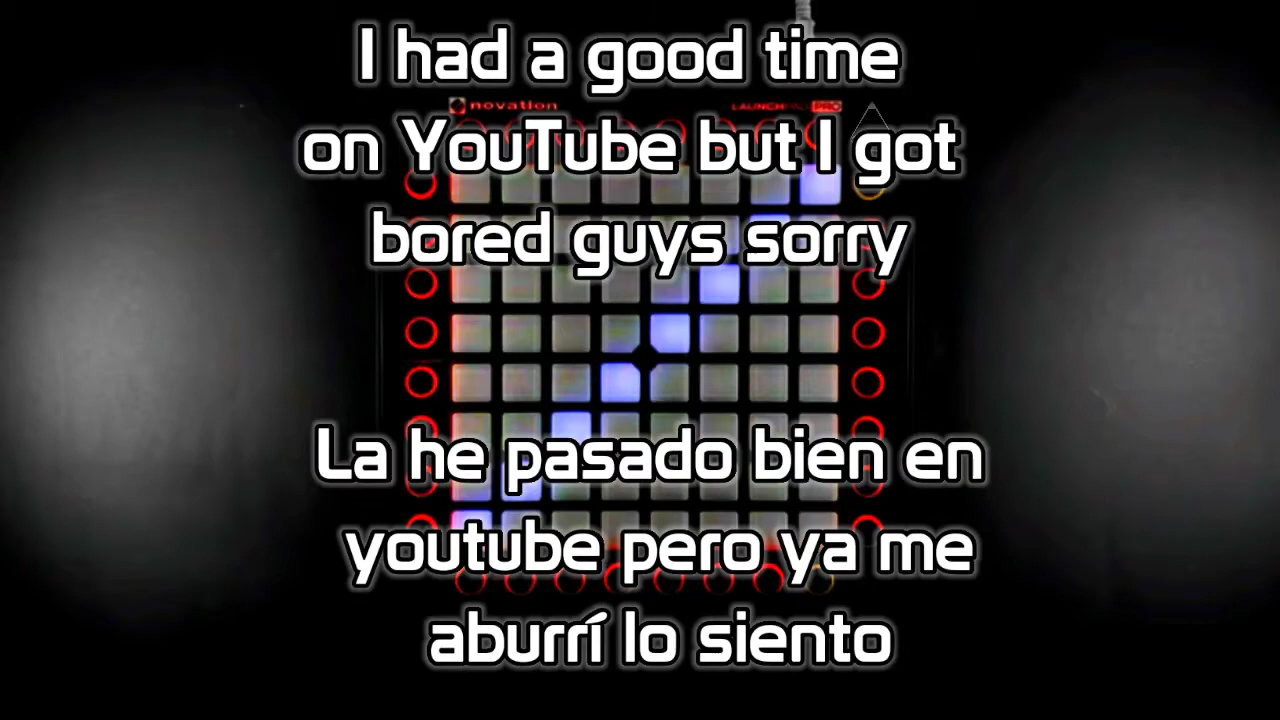 I had a good time
novation LAUNCHPAD PRO
on YouTube but I got
bored guys sorry
La he pasado bien en
youtube pero ya me
aburrí lo siento